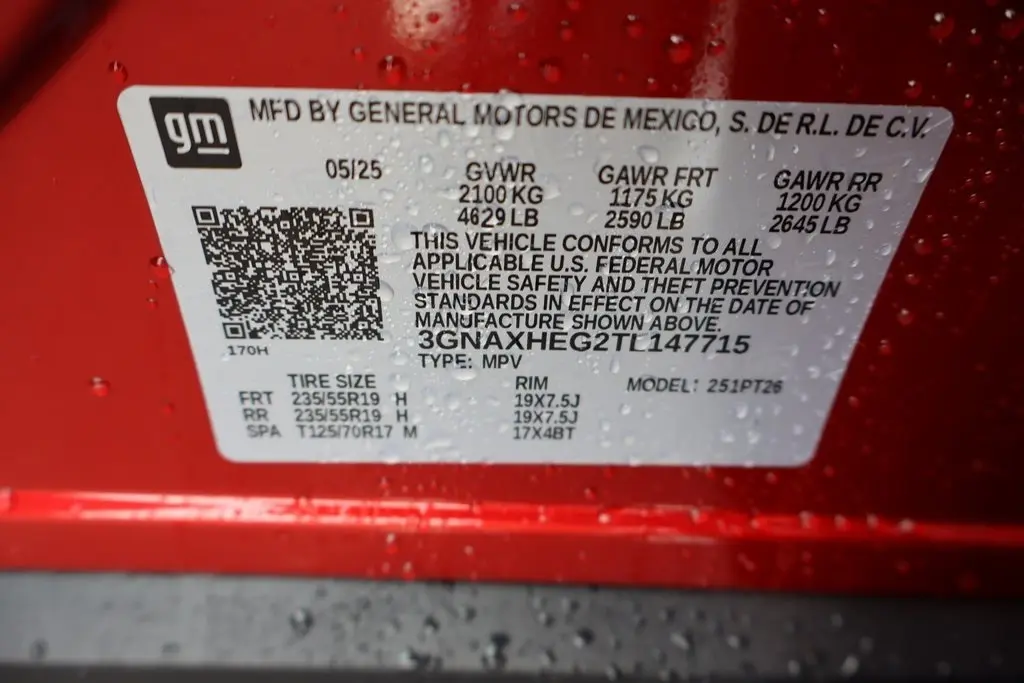 gm MFD BY GENERAL MOTORS DE MEXICO, S. DE R.L. DE C.V.
05/25 GVWR GAWR FRT GAWR RR
2100 KG 1175 KG 1200 KG
4629 LB 2590 LB 2645 LB
THIS VEHICLE CONFORMS TO ALL
APPLICABLE U.S. FEDERAL MOTOR
VEHICLE SAFETY AND THEFT PREVENTION
STANDARDS IN EFFECT ON THE DATE OF
MANUFACTURE SHOWN ABOVE.
3GNAXHEG2TL147715
170H TYPE: MPV
TIRE SIZE RIM MODEL: 251PT26
FRT 235/55R19 H 19X7.5J
RR 235/55R19 H 19X7.5J
SPA T125/70R17 M 17X4BT